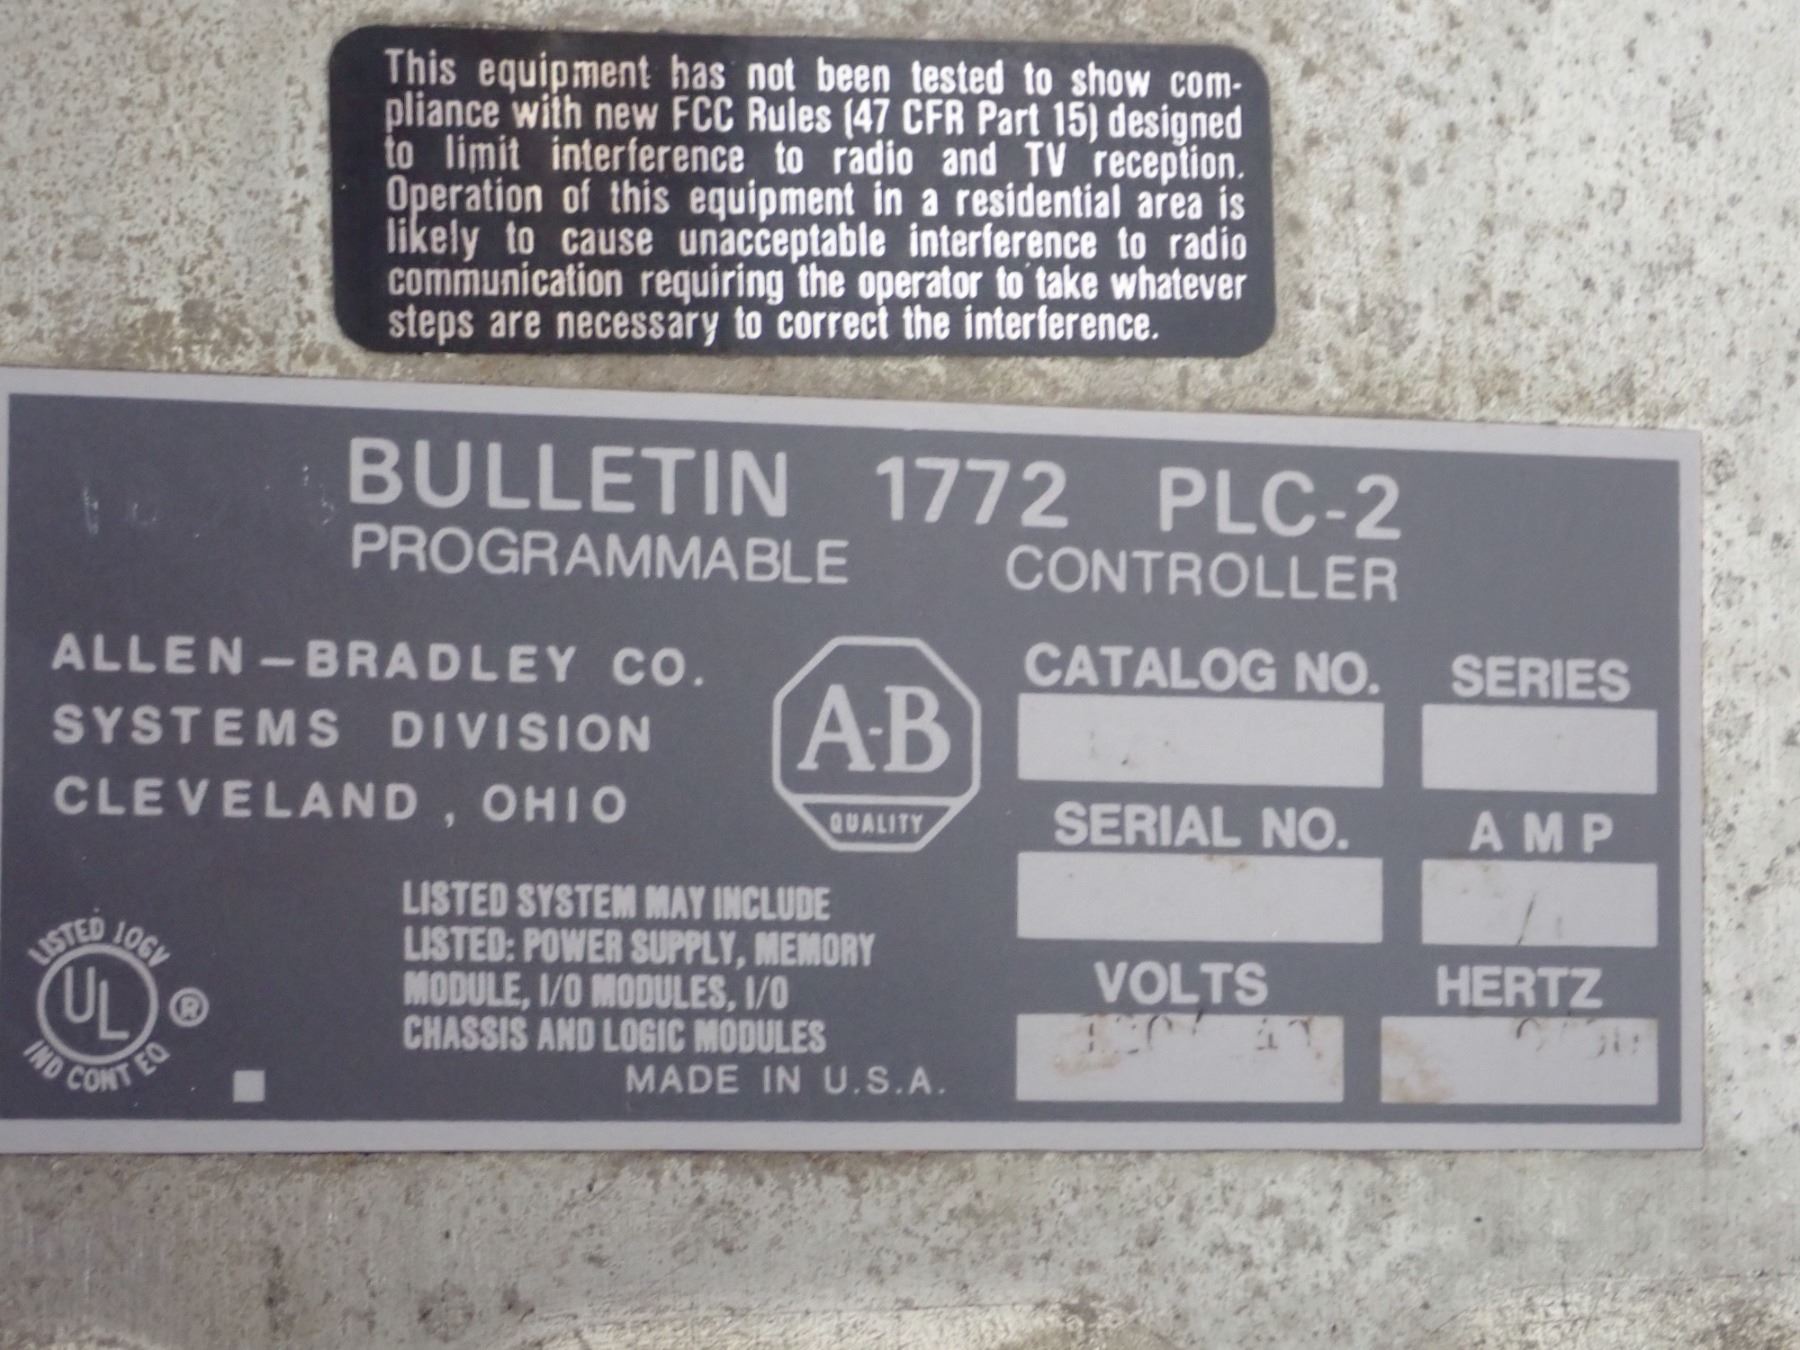 This equipment has not been tested to show com-
pliance with new FCC Rules (47 CFR Part 15) designed
to limit interference to radio and TV reception.
Operation of this equipment in a residential area is
likely to cause unacceptable interference to radio
communication requiring the operator to take whatever
steps are necessary to correct the interference.
BULLETIN 1772 PLC-2
PROGRAMMABLE CONTROLLER
ALLEN-BRADLEY CO.
SYSTEMS DIVISION
CLEVELAND, OHIO
A-B
QUALITY
CATALOG NO. SERIES
SERIAL NO. AMP
VOLTS HERTZ
LISTED SYSTEM MAY INCLUDE
LISTED: POWER SUPPLY, MEMORY
MODULE, I/O MODULES, I/O
CHASSIS AND LOGIC MODULES
MADE IN U.S.A.
LISTED 106V
UL ®
IND CONT EQ